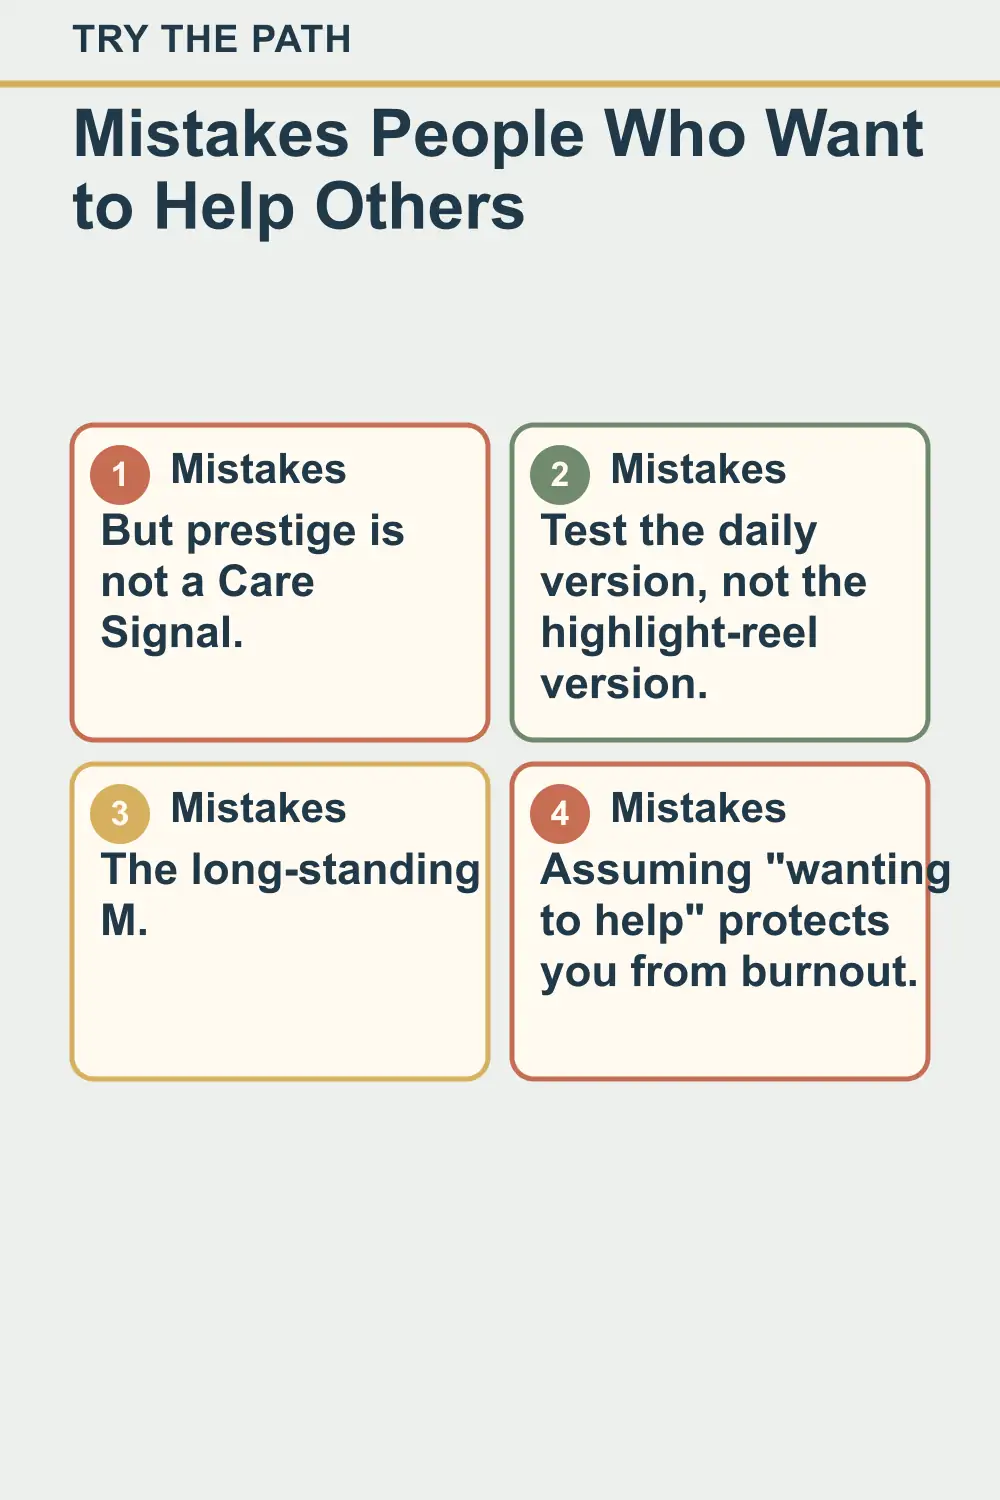 TRY THE PATH
Mistakes People Who Want
to Help Others
1 Mistakes
But prestige is
not a Care
Signal.
2 Mistakes
Test the daily
version, not the
highlight-reel
version.
3 Mistakes
The long-standing
M.
4 Mistakes
Assuming "wanting
to help" protects
you from burnout.